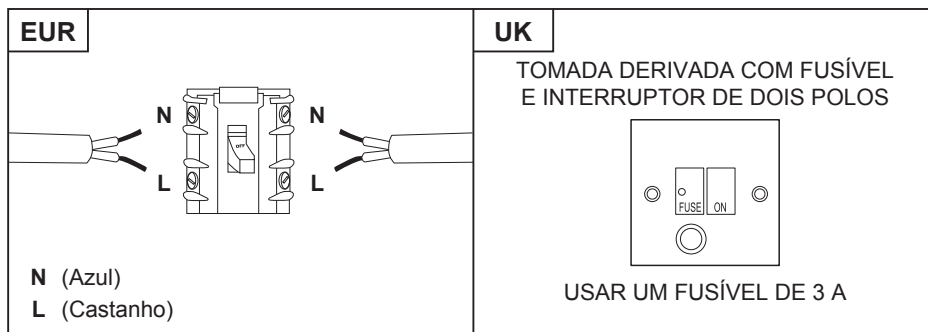 EUR
N
OFF
N
L
L
N (Azul)
L (Castanho)
UK
TOMADA DERIVADA COM FUSÍVEL
E INTERRUPTOR DE DOIS POLOS
FUSE ON
USAR UM FUSÍVEL DE 3 A